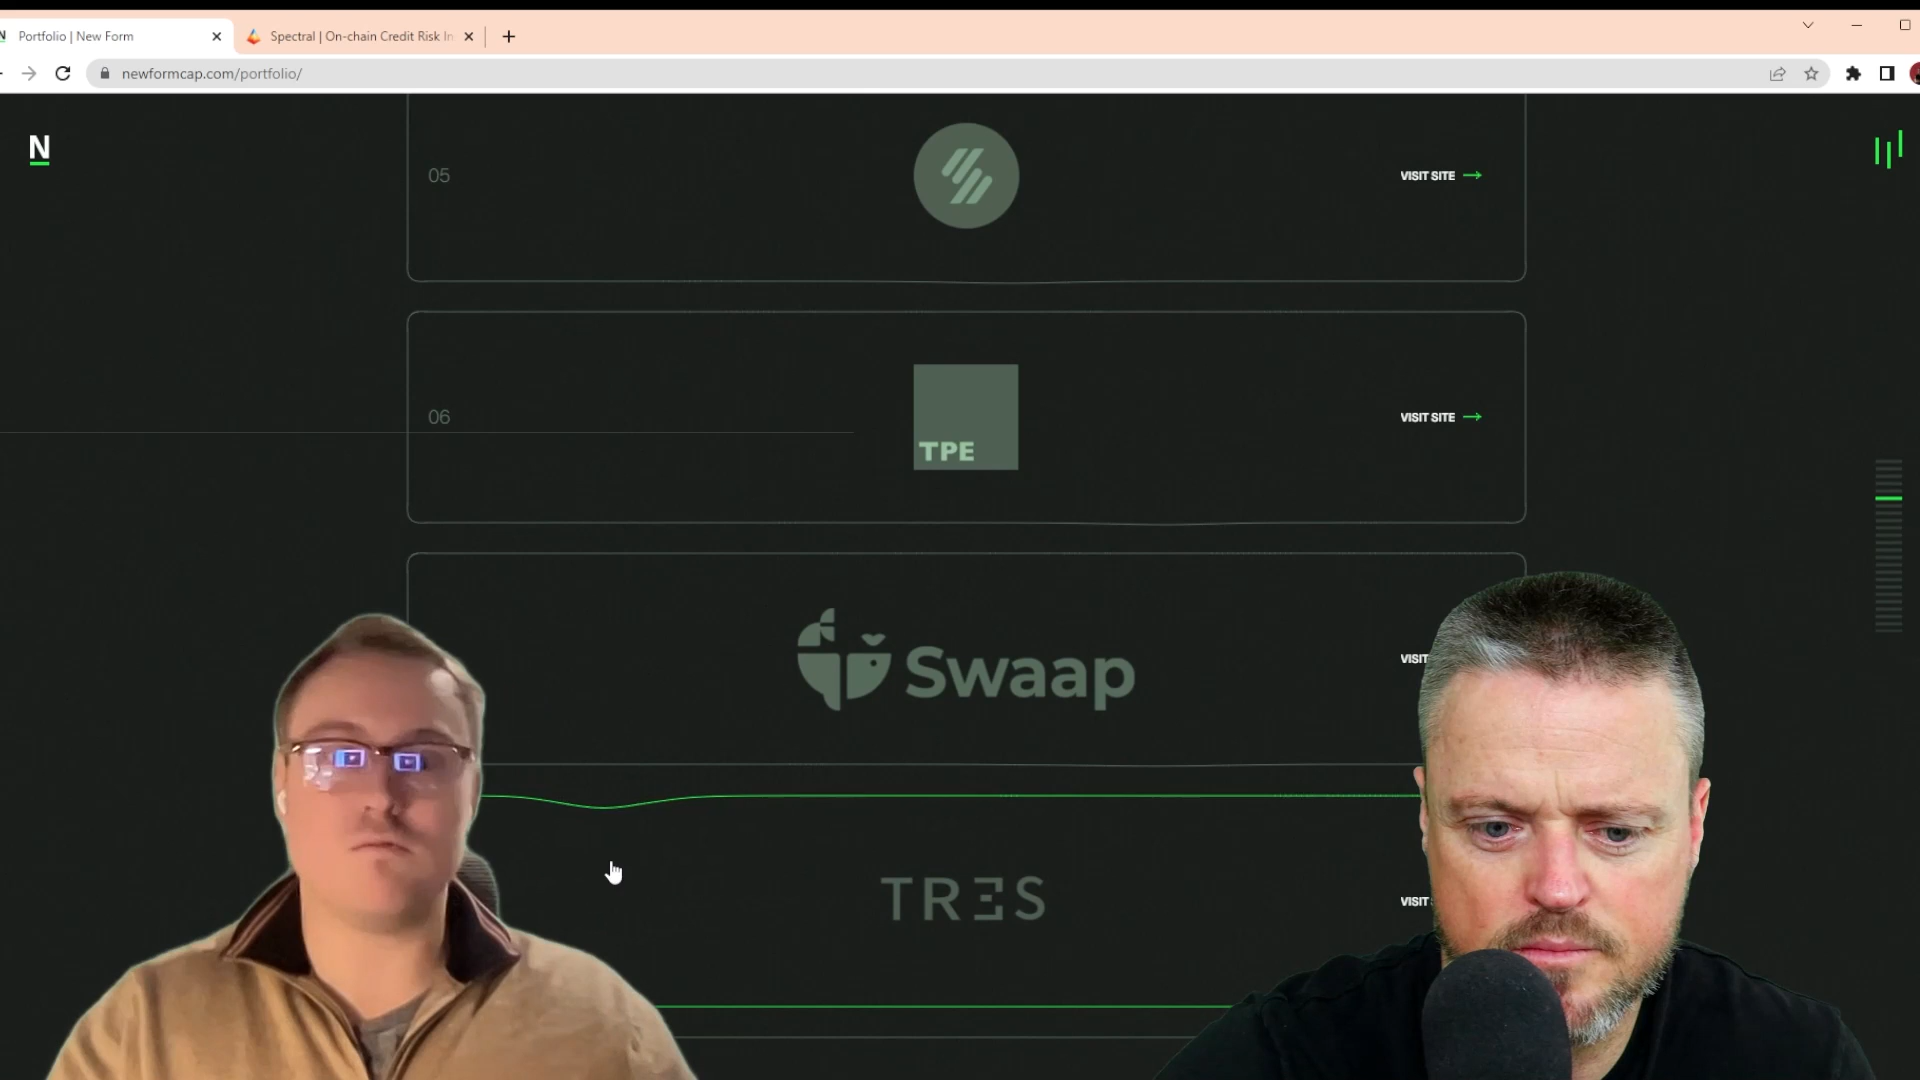 N Portfolio | New Form
Spectral | On-chain Credit Risk In
newformcap.com/portfolio/
N
05
VISIT SITE
06
TPE
VISIT SITE
Swaap
VISIT
TRES
VISIT